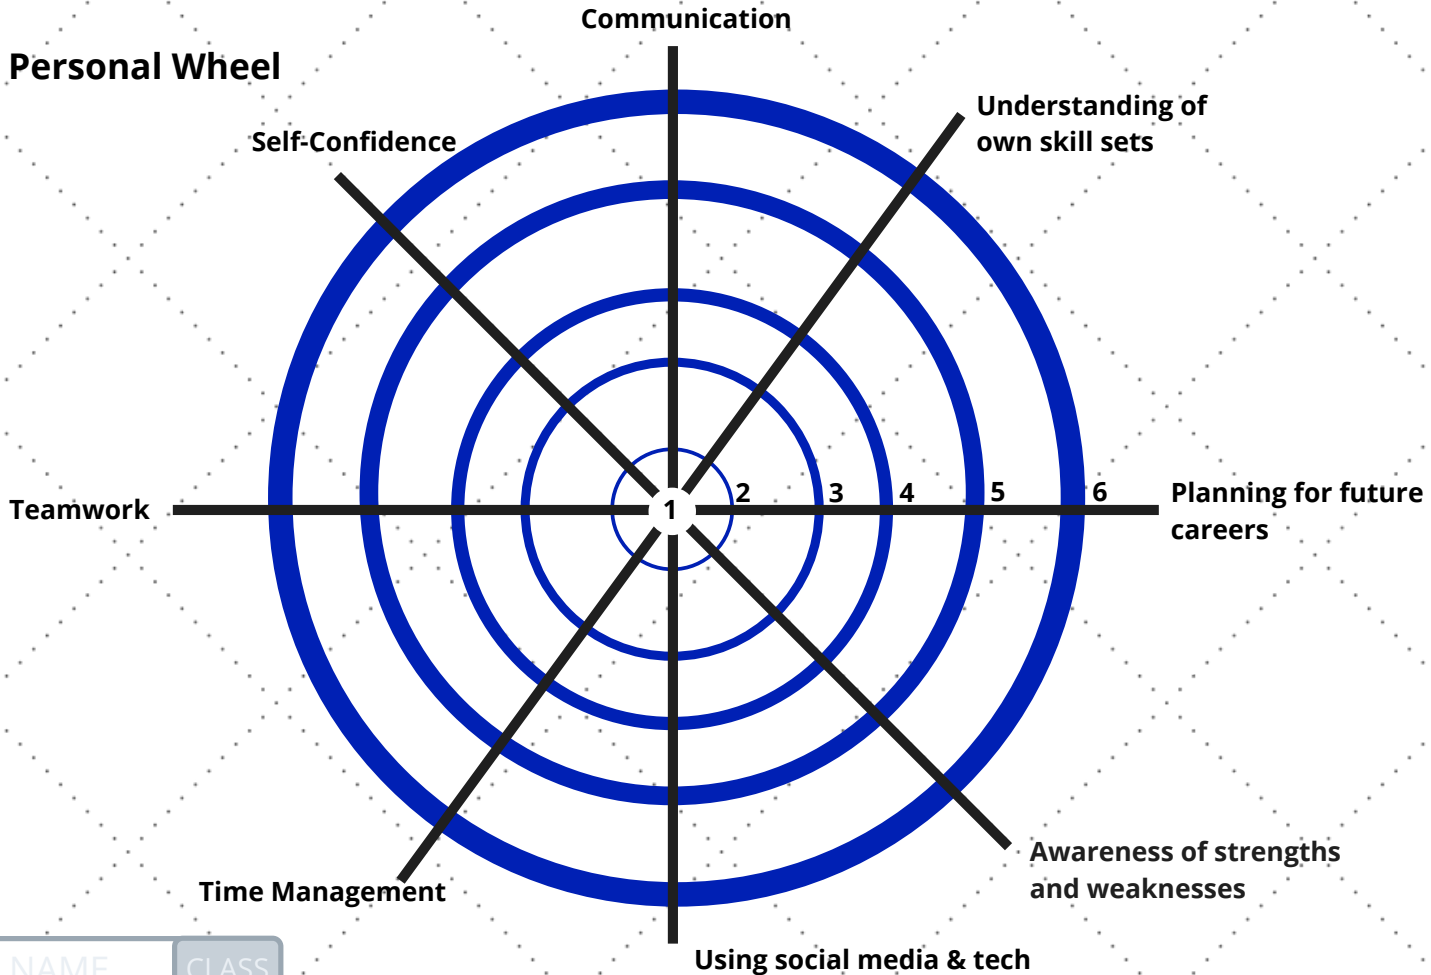 Communication
Personal Wheel
Understanding of
own skill sets
Self-Confidence
1
2
3
4
5
6
Teamwork
Planning for future
careers
Awareness of strengths
and weaknesses
Time Management
Using social media & tech
NAME
CLASS